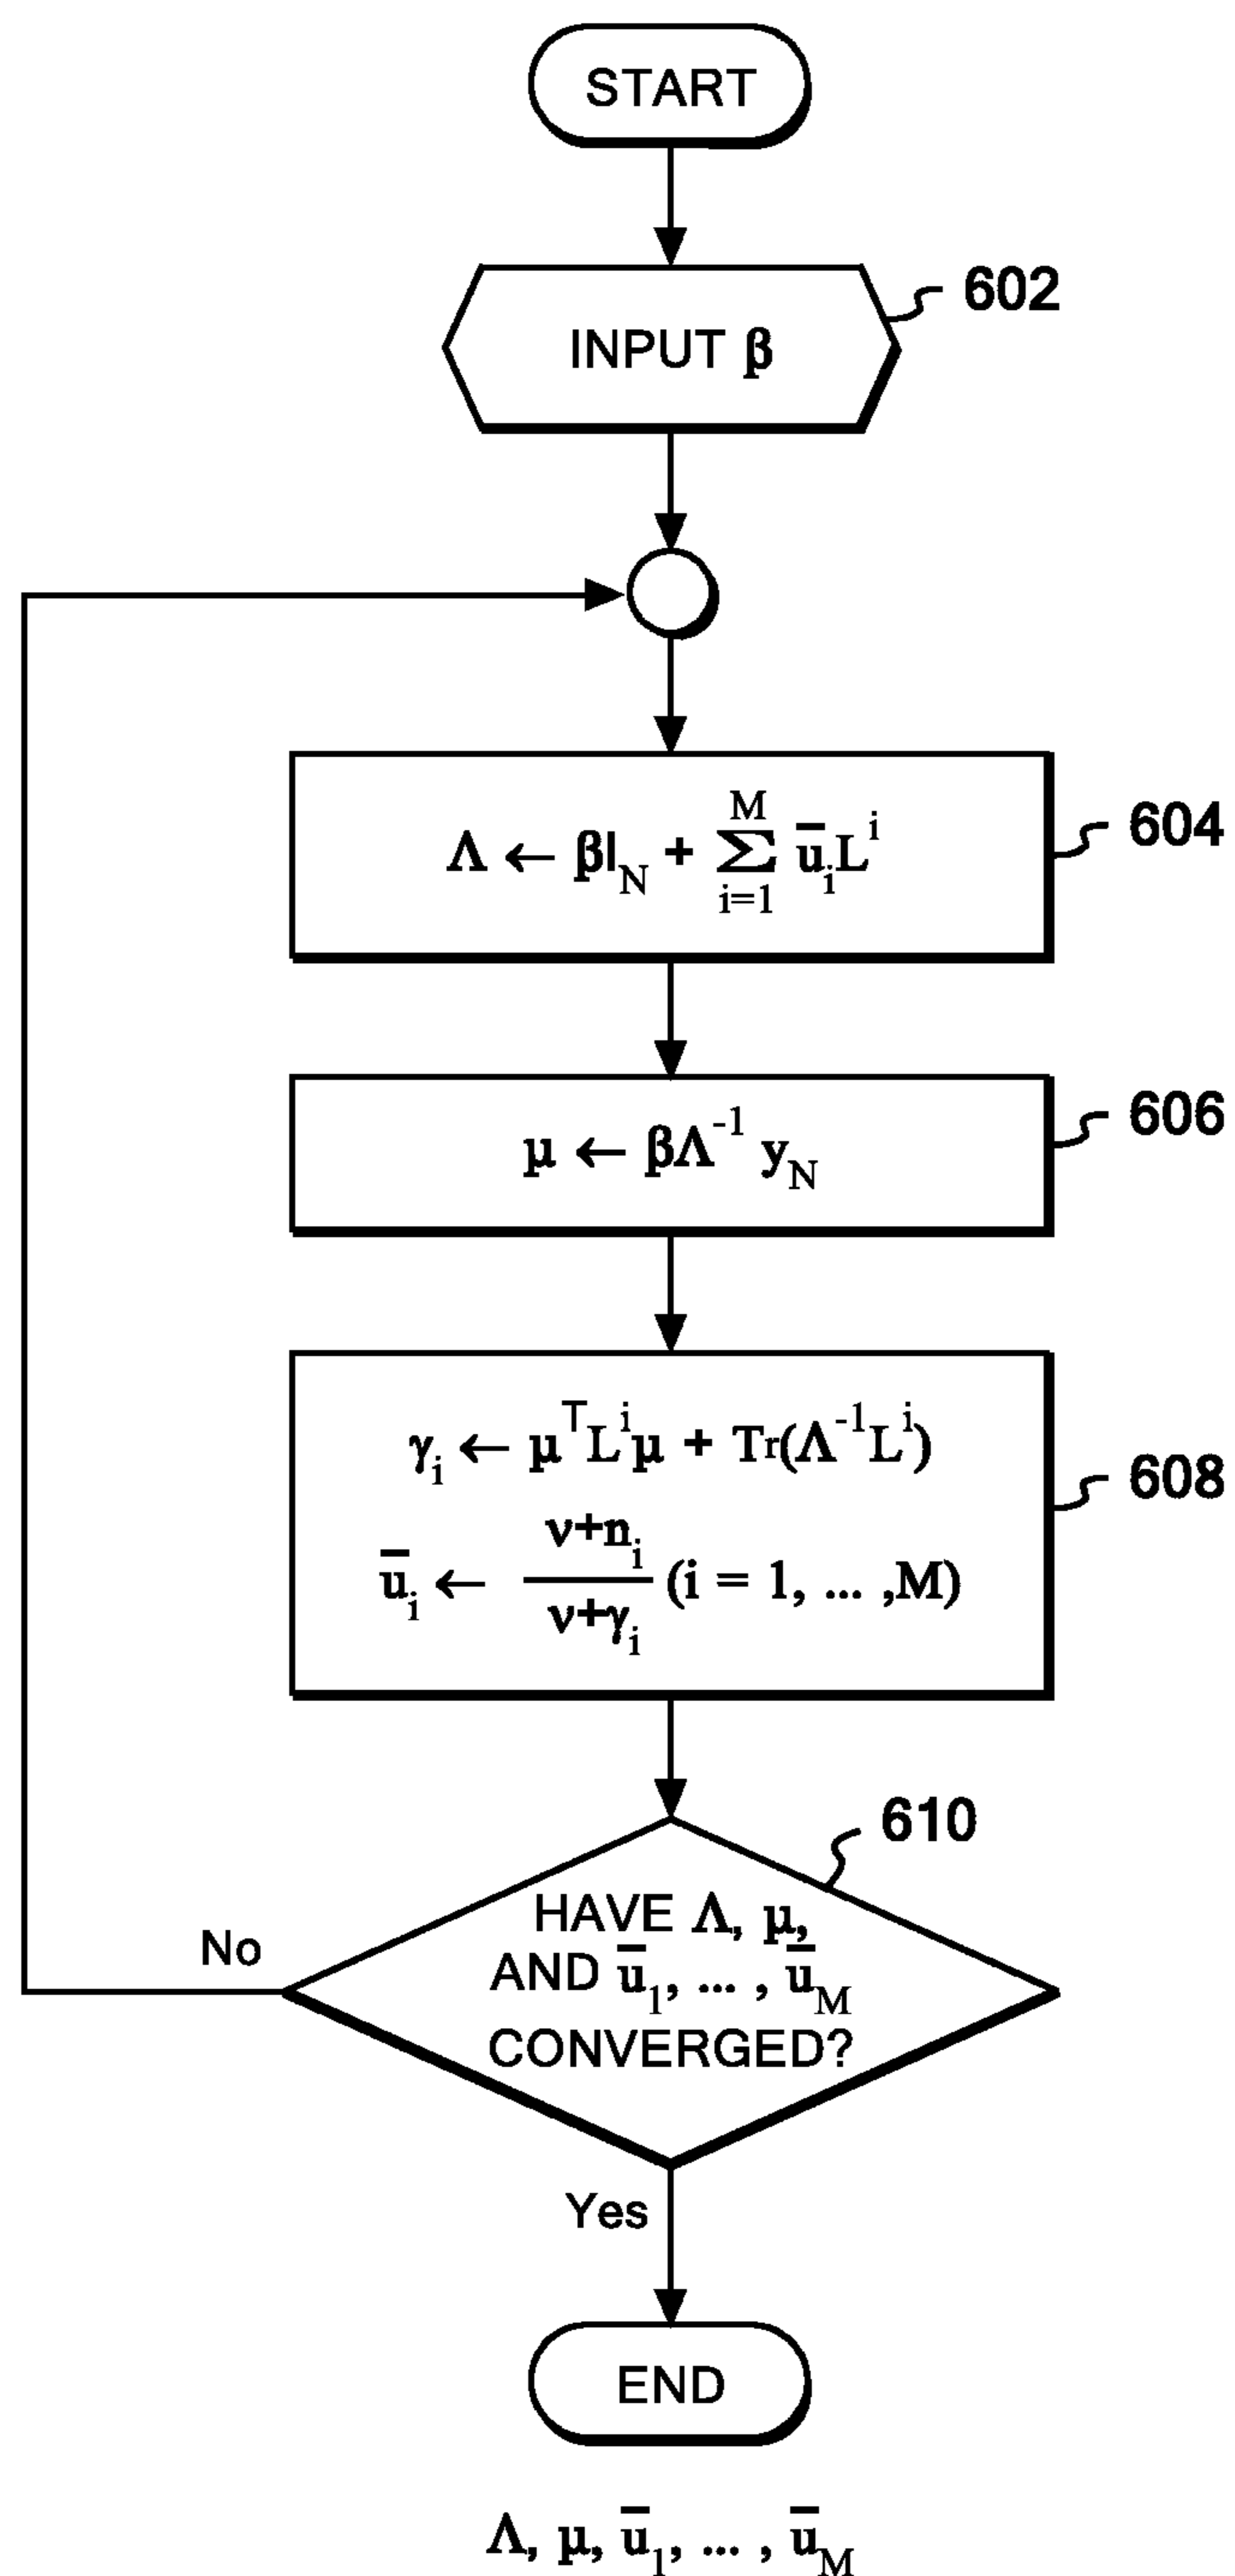 START
INPUT β
602
Λ ← βI_N + Σ_{i=1}^{M} ū_i L^i
604
μ ← βΛ^{-1} y_N
606
γ_i ← μ^T L^i μ + Tr(Λ^{-1}L^i)
ū_i ← \frac{ν+n_i}{ν+γ_i} (i = 1, ... ,M)
608
610
HAVE Λ, μ,
AND ū_1, ... , ū_M
CONVERGED?
No
Yes
END
Λ, μ, ū_1, ... , ū_M